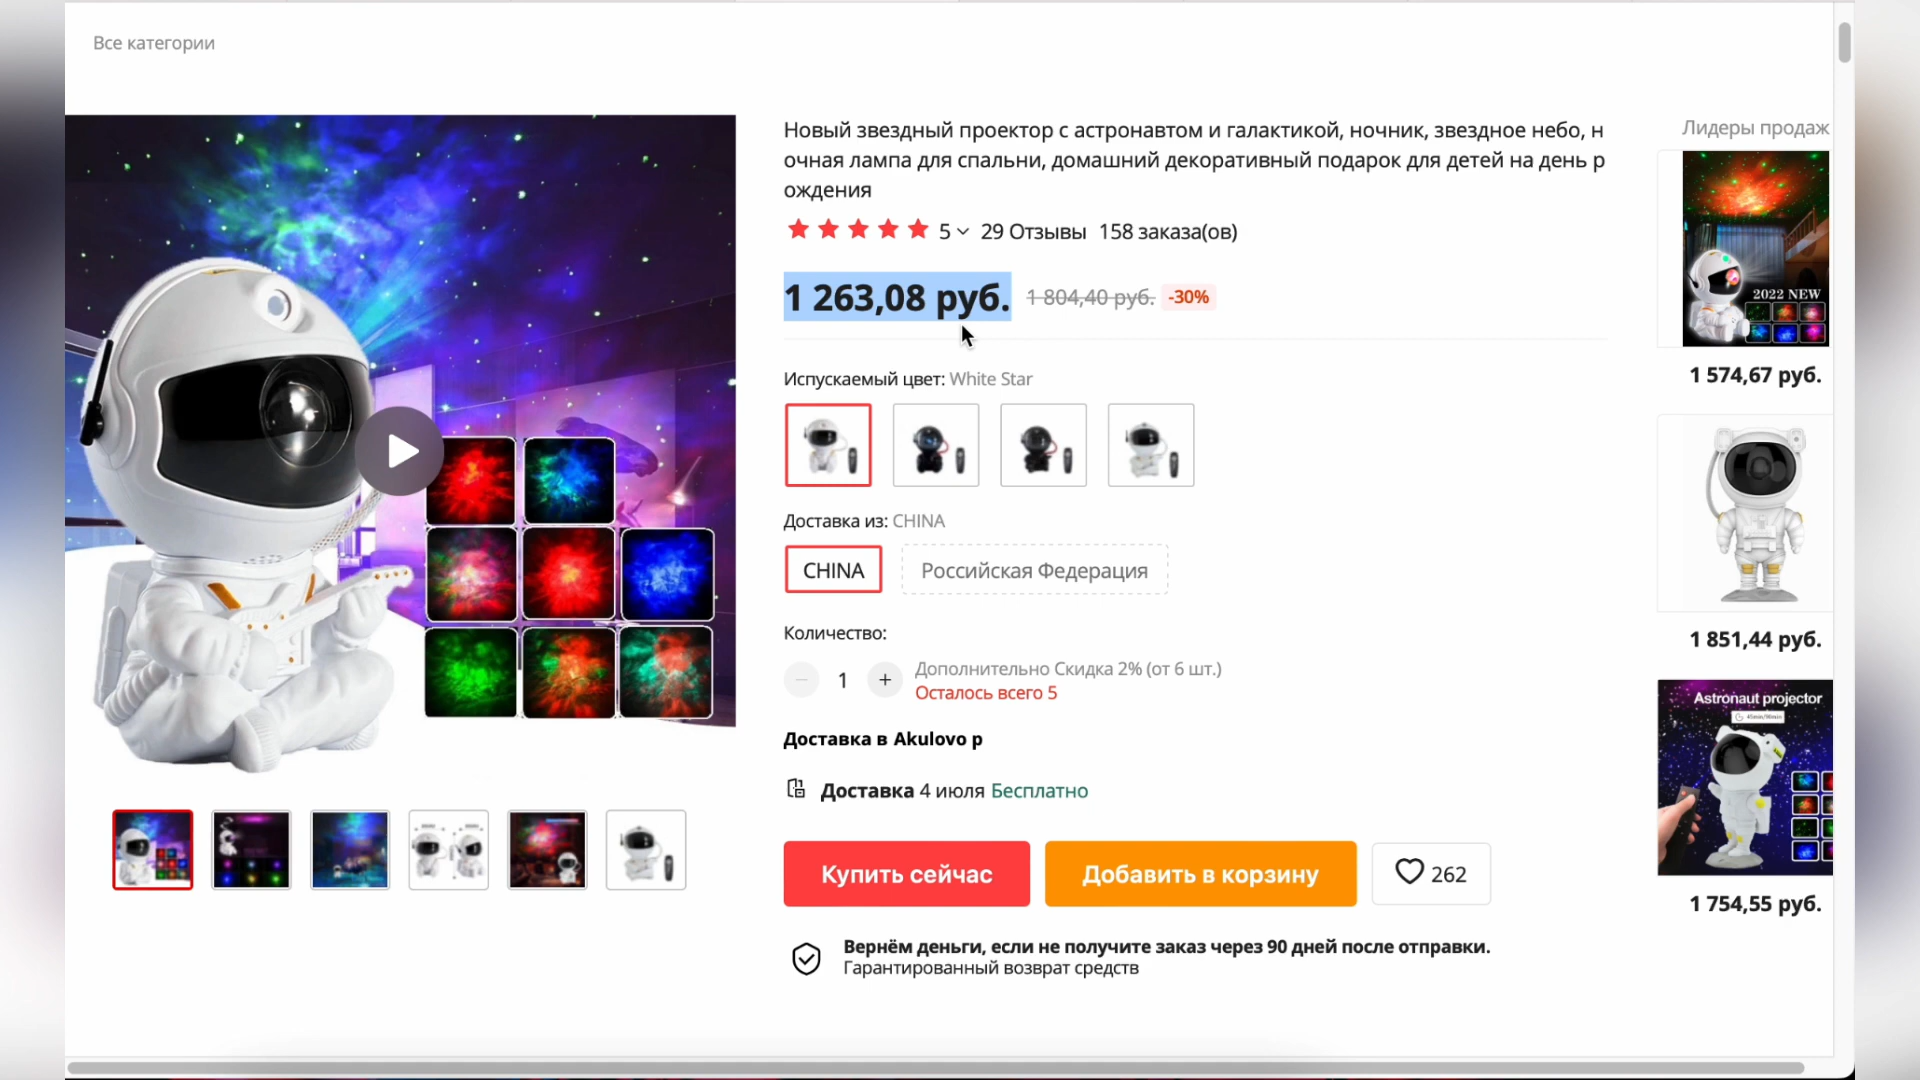 Все категории
Новый звездный проектор с астронавтом и галактикой, ночник, звездное небо, н
очная лампа для спальни, домашний декоративный подарок для детей на день р
ождения
5 29 Отзывы 158 заказа(ов)
1 263,08 руб. 1 804,40 руб. -30%
Испускаемый цвет: White Star
Доставка из: CHINA
CHINA Российская Федерация
Количество:
1
Дополнительно Скидка 2% (от 6 шт.)
Осталось всего 5
Доставка в Akulovo p
Доставка 4 июля Бесплатно
Купить сейчас Добавить в корзину 262
Вернём деньги, если не получите заказ через 90 дней после отправки.
Гарантированный возврат средств
Лидеры продаж
2022 NEW
1 574,67 руб.
1 851,44 руб.
Astronaut projector
1 754,55 руб.